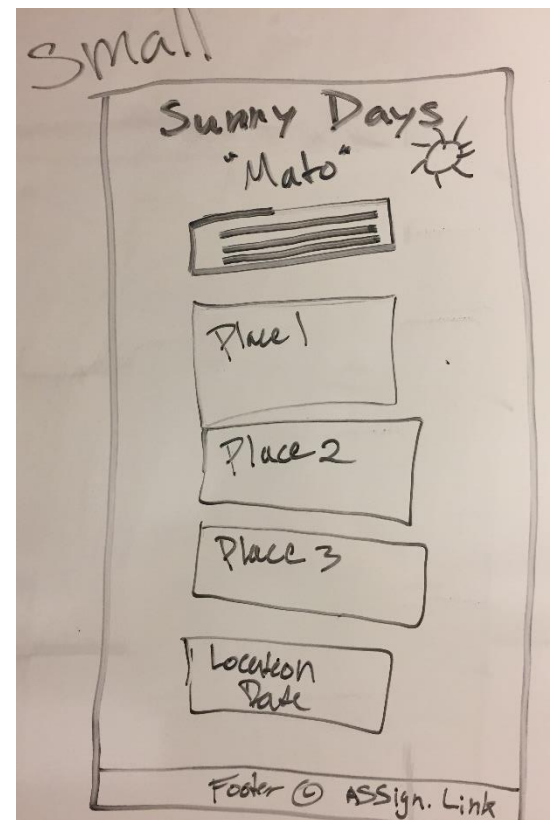 Small
Sunny Days
"Mato"
Place 1
Place 2
Place 3
Location
Date
Footer © ASSign. Link